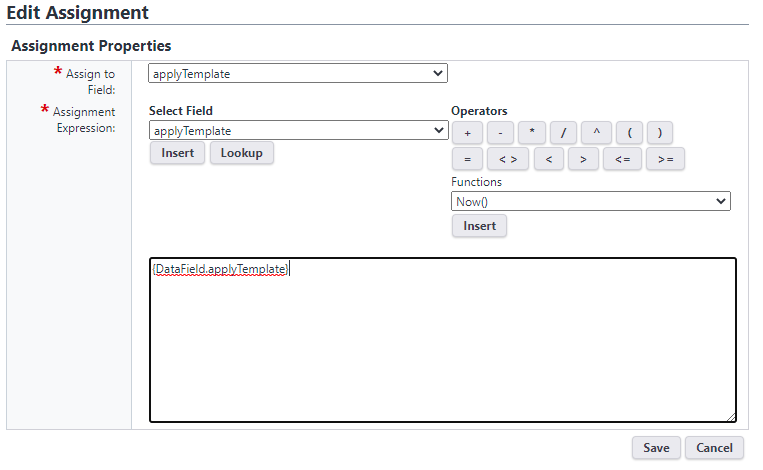 Edit Assignment
Assignment Properties
* Assign to
Field:
applyTemplate
* Assignment
Expression:
Select Field
applyTemplate
Insert Lookup
Operators
+ - * / ^ ( )
= < > < > <= >=
Functions
Now()
Insert
{DataField.applyTemplate}
Save Cancel